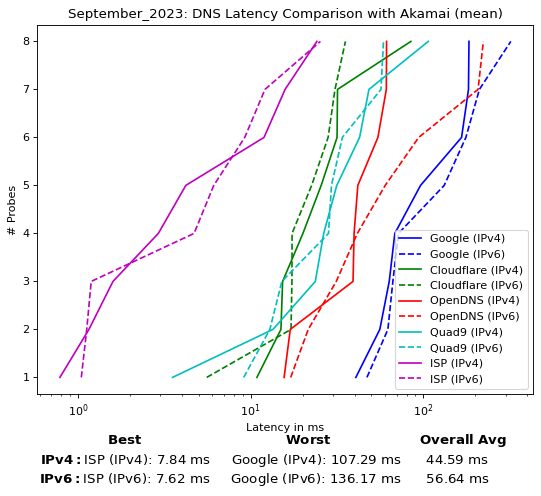 September_2023: DNS Latency Comparison with Akamai (mean)
8
7
6
5
4
3
2
1
# Probes
Google (IPv4)
Google (IPv6)
Cloudflare (IPv4)
Cloudflare (IPv6)
OpenDNS (IPv4)
OpenDNS (IPv6)
Quad9 (IPv4)
Quad9 (IPv6)
ISP (IPv4)
ISP (IPv6)
10⁰ 10¹ 10²
Latency in ms
Best Worst Overall Avg
IPv4: ISP (IPv4): 7.84 ms Google (IPv4): 107.29 ms 44.59 ms
IPv6: ISP (IPv6): 7.62 ms Google (IPv6): 136.17 ms 56.64 ms